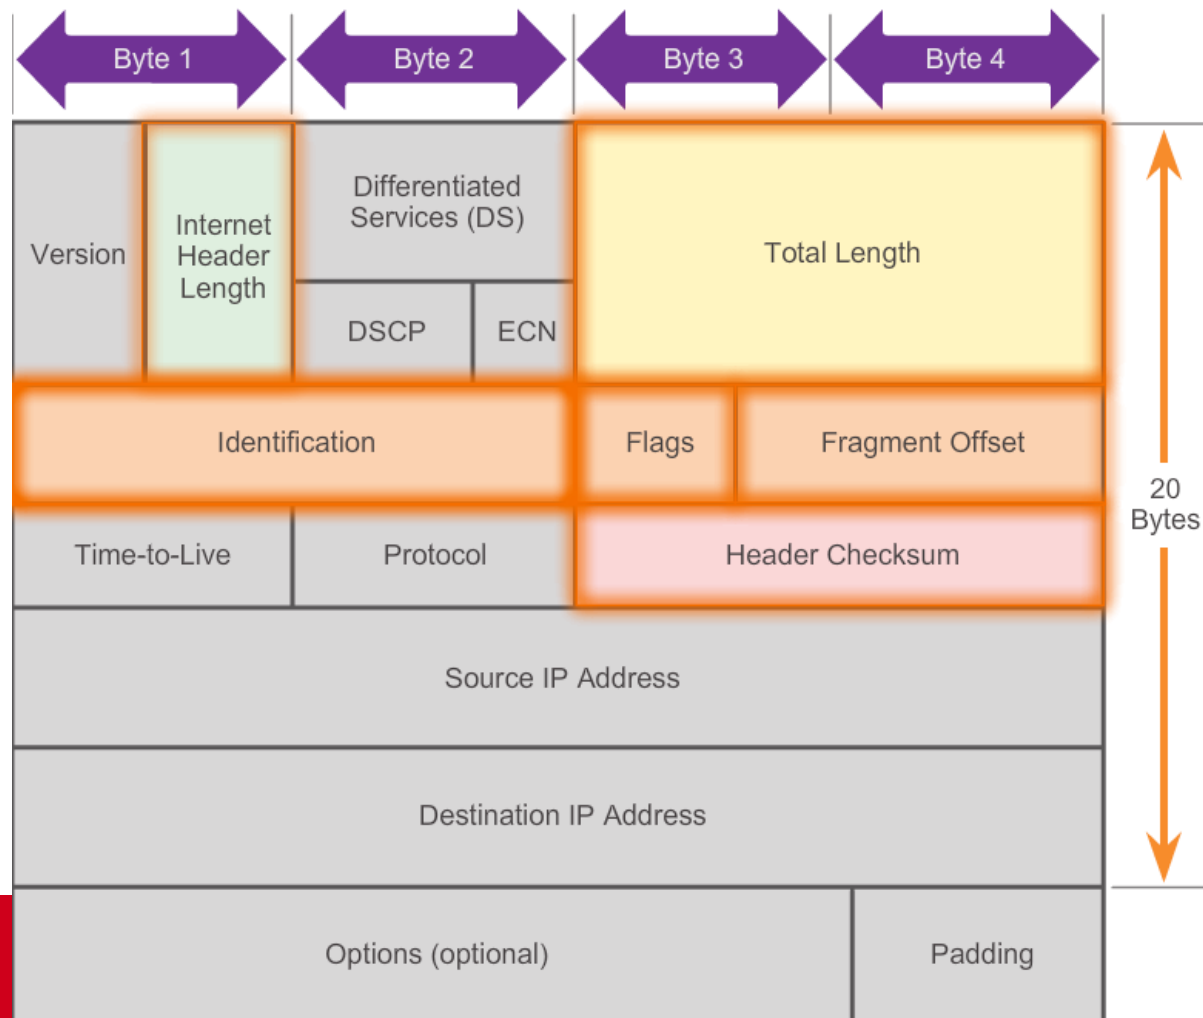 Byte 1
Byte 2
Byte 3
Byte 4
Version
Internet
Header
Length
Differentiated
Services (DS)
DSCP
ECN
Total Length
Identification
Flags
Fragment Offset
Time-to-Live
Protocol
Header Checksum
Source IP Address
Destination IP Address
Options (optional)
Padding
20
Bytes